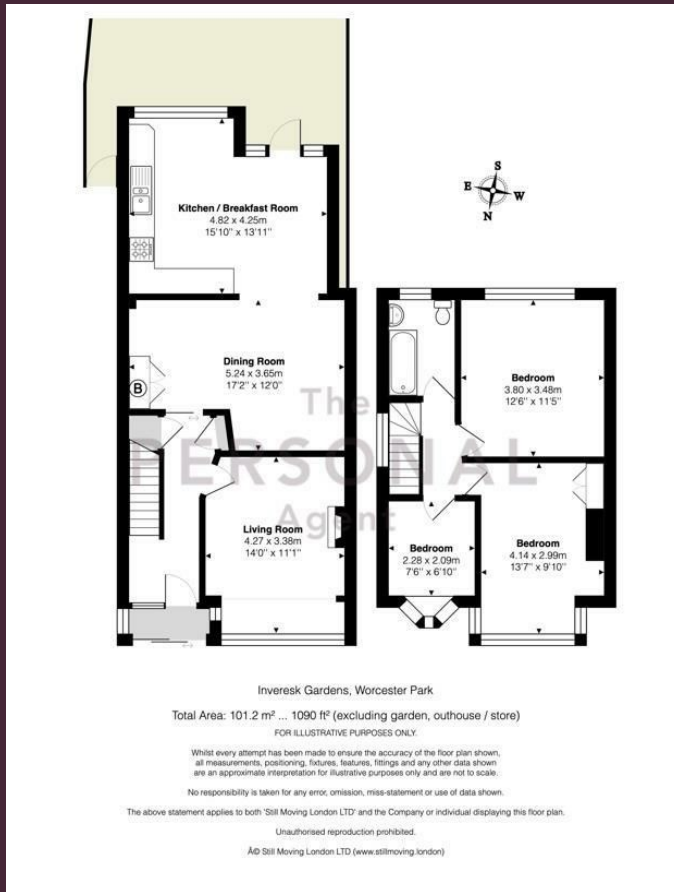 S
E
W
N
Kitchen / Breakfast Room
4.82 x 4.25m
15'10" x 13'11"
Dining Room
5.24 x 3.65m
17'2" x 12'0"
B
Bedroom
3.80 x 3.48m
12'6" x 11'5"
The
PERSONAL
Agent
Living Room
4.27 x 3.38m
14'0" x 11'1"
Bedroom
2.28 x 2.09m
7'6" x 6'10"
Bedroom
4.14 x 2.99m
13'7" x 9'10"
Inveresk Gardens, Worcester Park
Total Area: 101.2 m² ... 1090 ft² (excluding garden, outhouse / store)
FOR ILLUSTRATIVE PURPOSES ONLY.
Whilst every attempt has been made to ensure the accuracy of the floor plan shown,
all measurements, positioning, fixtures, features, fittings and any other data shown
are an approximate interpretation for illustrative purposes only and are not to scale.
No responsibility is taken for any error, omission, miss-statement or use of data shown.
The above statement applies to both 'Still Moving London LTD' and the Company or individual displaying this floor plan.
Unauthorised reproduction prohibited.
Â© Still Moving London LTD (www.stillmoving.london)